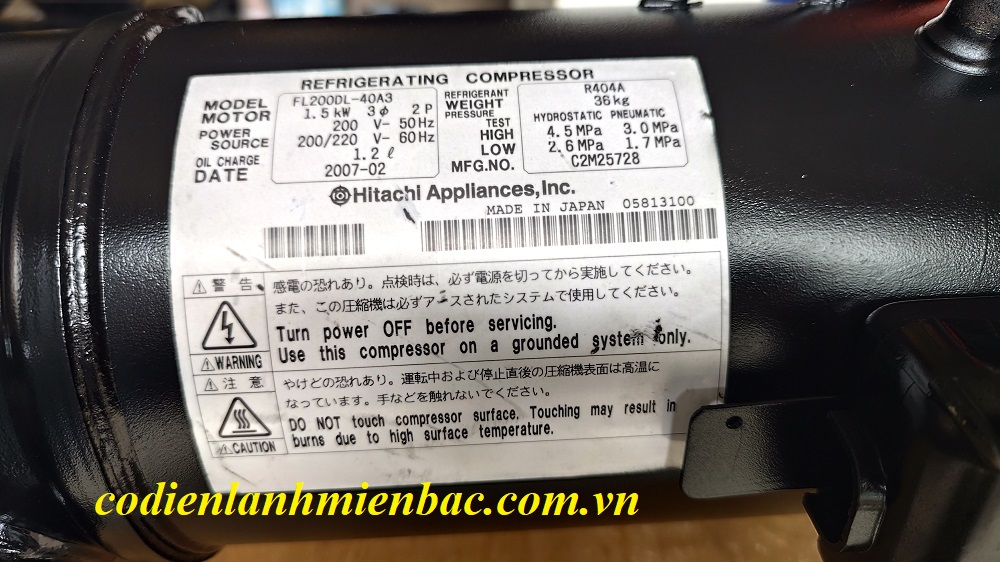 REFRIGERATING COMPRESSOR
MODEL FL200DL-40A3
MOTOR 1.5 kW 3φ 2 P
POWER SOURCE 200 V- 50Hz
200/220 V- 60Hz
OIL CHARGE 1.2 ℓ
DATE 2007-02
REFRIGERANT R404A
WEIGHT 36kg
PRESSURE HYDROSTATIC PNEUMATIC
TEST
HIGH 4.5 MPa 3.0 MPa
LOW 2.6 MPa 1.7 MPa
MFG.NO. C2M25728
Hitachi Appliances, Inc.
MADE IN JAPAN 05813100
⚠警告
感電の恐れあり。点検時は、必ず電源を切ってから実施してください。
また、この圧縮機は必ずアースされたシステムで使用してください。
Turn power OFF before servicing.
Use this compressor on a grounded system only.
⚠WARNING
⚠注意
やけどの恐れあり。運転中および停止直後の圧縮機表面は高温に
なっています。手などを触れないでください。
DO NOT touch compressor surface. Touching may result in
burns due to high surface temperature.
⚠CAUTION
codienlanhmienbac.com.vn